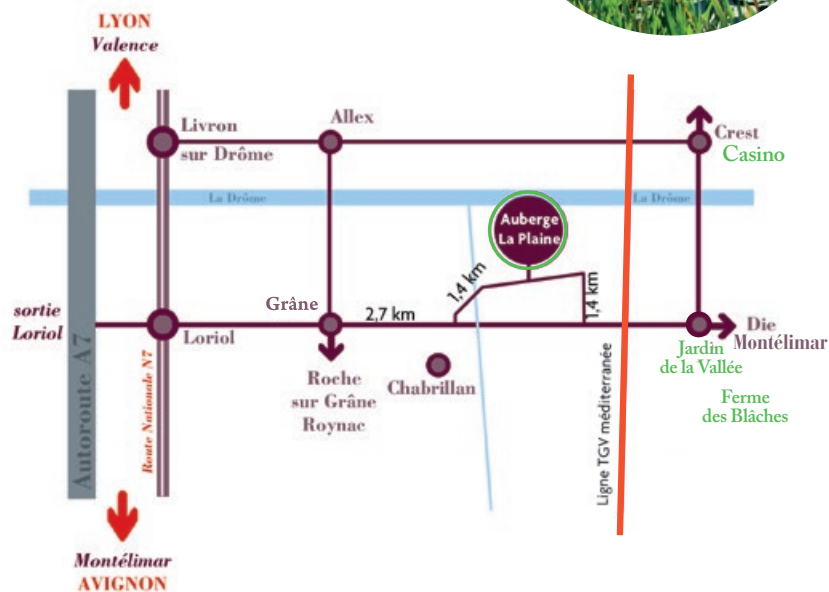 LYON
Valence
Livron
sur Drôme
Allex
Crest
Casino
La Drôme
La Drôme
Auberge
La Plaine
1,4 km
1,4 km
sortie
Loriol
Grâne
2,7 km
Loriol
Die
Montélimar
Jardin
de la Vallée
Ferme
des Blâches
Roche
sur Grâne
Roynac
Chabrillan
Autoroute A7
Route Nationale N7
Ligne TGV méditerranée
Montélimar
AVIGNON